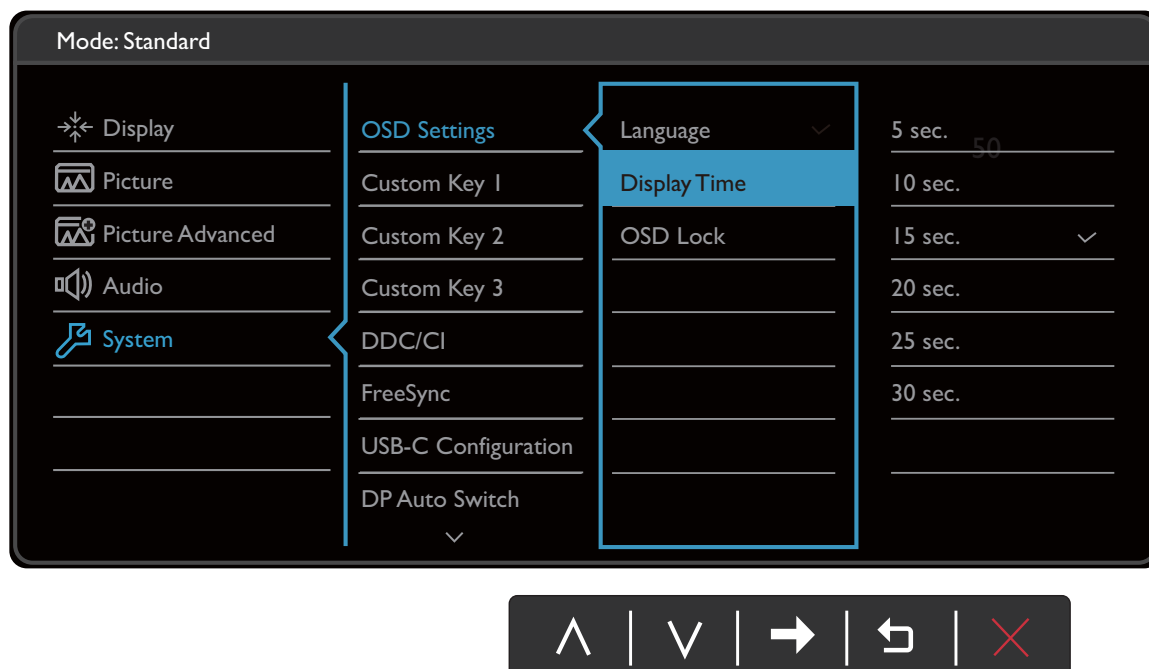 Mode: Standard
Display
Picture
Picture Advanced
Audio
System
OSD Settings
Custom Key 1
Custom Key 2
Custom Key 3
DDC/CI
FreeSync
USB-C Configuration
DP Auto Switch
Language
Display Time
OSD Lock
5 sec.
50
10 sec.
15 sec.
20 sec.
25 sec.
30 sec.